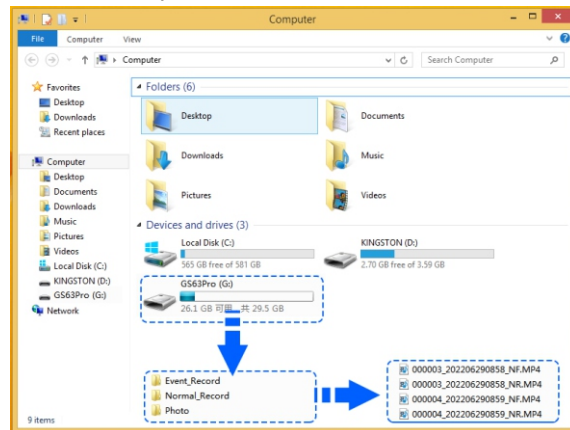 Computer
File Computer View
Computer
Search Computer
Favorites
Desktop
Downloads
Recent places
Computer
Desktop
Documents
Downloads
Music
Pictures
Videos
Local Disk (C:)
KINGSTON (D:)
GS63Pro (G:)
Network
Folders (6)
Desktop
Documents
Downloads
Music
Pictures
Videos
Devices and drives (3)
Local Disk (C:)
565 GB free of 581 GB
KINGSTON (D:)
2.70 GB free of 3.59 GB
GS63Pro (G:)
26.1 GB 可用，共 29.5 GB
Event_Record
Normal_Record
Photo
000003_202206290858_NF.MP4
000003_202206290858_NR.MP4
000004_202206290859_NF.MP4
000004_202206290859_NR.MP4
9 items